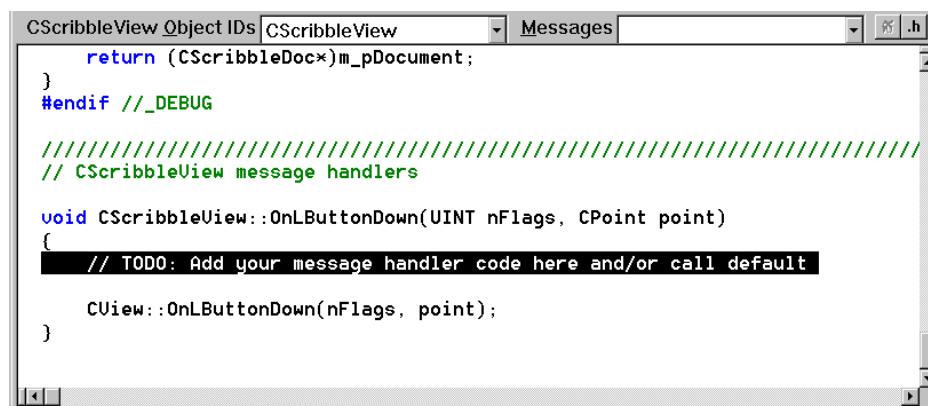 CScribbleView Object IDs CScribbleView Messages .h
return (CScribbleDoc*)m_pDocument;
}
#endif //_DEBUG
/////////////////////////////////////////////////////////////////////////////
// CScribbleView message handlers
void CScribbleView::OnLButtonDown(UINT nFlags, CPoint point)
{
// TODO: Add your message handler code here and/or call default
CView::OnLButtonDown(nFlags, point);
}